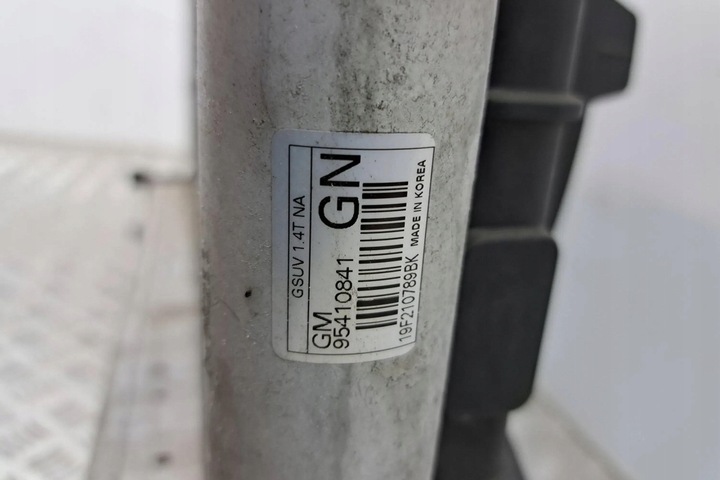 GSUV 1.4T NA
GM
95410841
GN
19F210789BK MADE IN KOREA